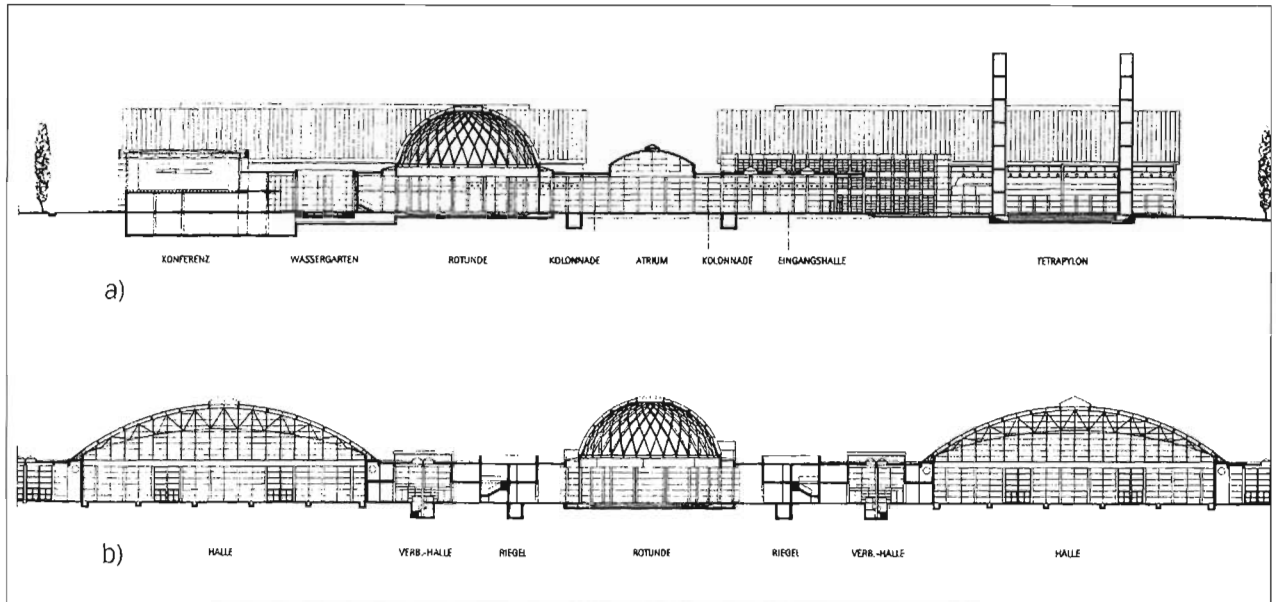 KONFERENZ WASSERGARTEN ROTUNDE KOLONNADE ATRIUM KOLONNADE EINGANGSHALLE TETRAPYLON
a)
b)
HALLE VERB.-HALLE RIEGEL ROTUNDE RIEGEL VERB.-HALLE HALLE